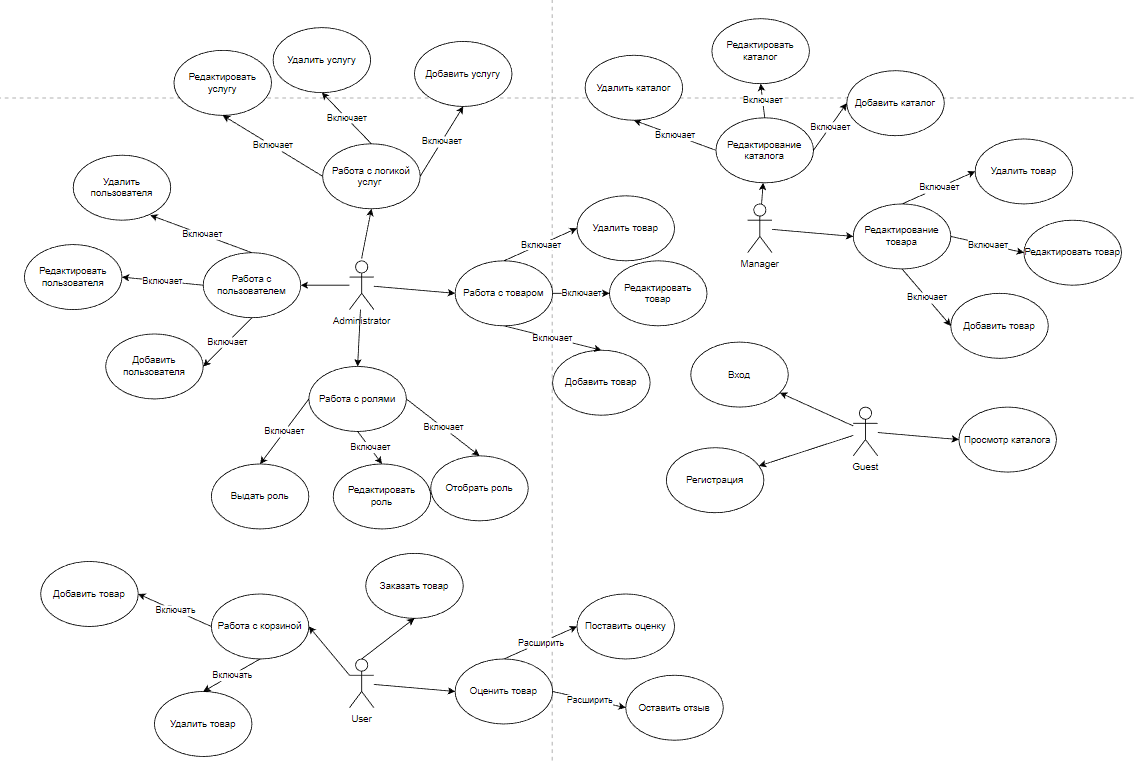 Редактировать
услугу
Удалить услугу
Добавить услугу
Включает
Включает
Включает
Работа с логикой
услуг
Удалить
пользователя
Включает
Редактировать
пользователя
Включает
Работа с
пользователем
Включает
Добавить
пользователя
Administrator
Включает
Удалить товар
Работа с товаром
Включает
Редактировать
товар
Включает
Добавить товар
Работа с ролями
Включает
Включает
Включает
Выдать роль
Редактировать
роль
Отобрать роль
Редактировать
каталог
Удалить каталог
Включает
Добавить каталог
Включает
Включает
Редактирование
каталога
Manager
Удалить товар
Включает
Редактирование
товара
Включает
Редактировать товар
Включает
Добавить товар
Вход
Guest
Просмотр каталога
Регистрация
Добавить товар
Включать
Работа с корзиной
Включать
Удалить товар
Заказать товар
User
Поставить оценку
Расширить
Оценить товар
Расширить
Оставить отзыв